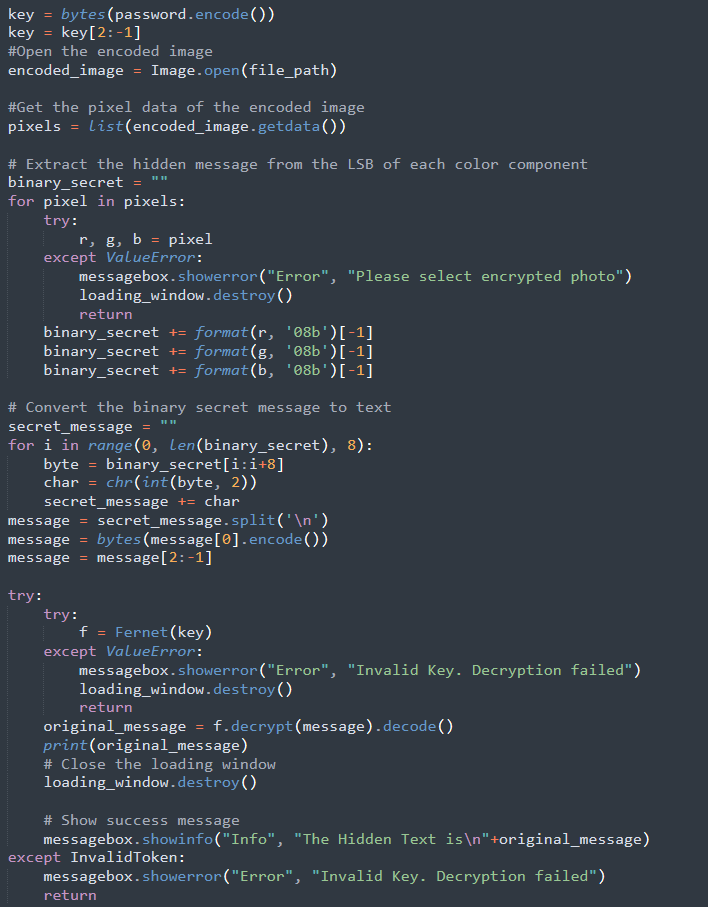 key = bytes(password.encode())
key = key[2:-1]
#Open the encoded image
encoded_image = Image.open(file_path)

#Get the pixel data of the encoded image
pixels = list(encoded_image.getdata())

# Extract the hidden message from the LSB of each color component
binary_secret = ""
for pixel in pixels:
    try:
        r, g, b = pixel
    except ValueError:
        messagebox.showerror("Error", "Please select encrypted photo")
        loading_window.destroy()
        return
    binary_secret += format(r, '08b')[-1]
    binary_secret += format(g, '08b')[-1]
    binary_secret += format(b, '08b')[-1]

# Convert the binary secret message to text
secret_message = ""
for i in range(0, len(binary_secret), 8):
    byte = binary_secret[i:i+8]
    char = chr(int(byte, 2))
    secret_message += char
message = secret_message.split('\n')
message = bytes(message[0].encode())
message = message[2:-1]

try:
    try:
        f = Fernet(key)
    except ValueError:
        messagebox.showerror("Error", "Invalid Key. Decryption failed")
        loading_window.destroy()
        return
    original_message = f.decrypt(message).decode()
    print(original_message)
    # Close the loading window
    loading_window.destroy()

    # Show success message
    messagebox.showinfo("Info", "The Hidden Text is\n"+original_message)
except InvalidToken:
    messagebox.showerror("Error", "Invalid Key. Decryption failed")
    return